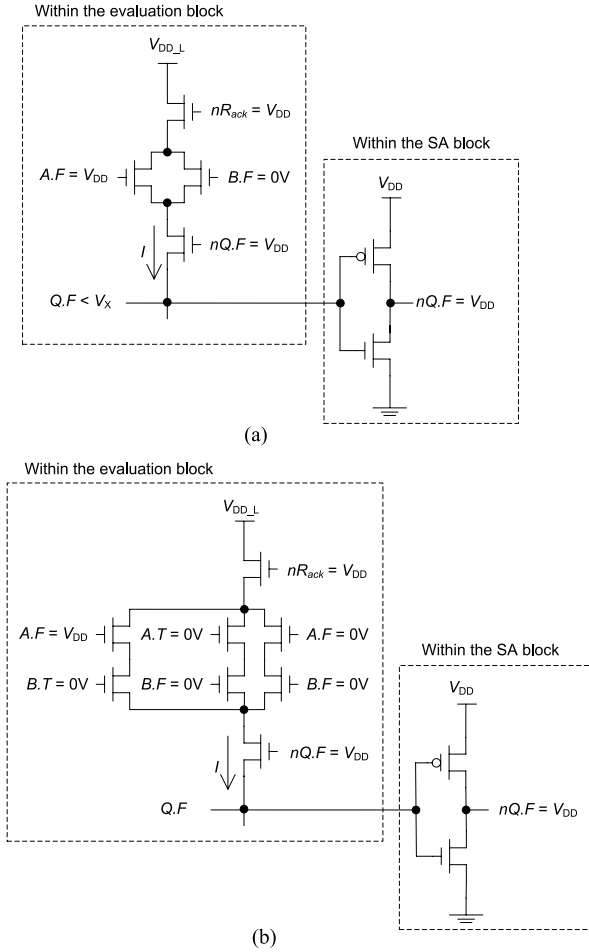 Within the evaluation block
VDD_L
nRack = VDD
Within the SA block
A.F = VDD
B.F = 0V
VDD
I
nQ.F = VDD
Q.F < VX
nQ.F = VDD
(a)
Within the evaluation block
VDD_L
nRack = VDD
A.F = VDD
A.T = 0V
A.F = 0V
Within the SA block
B.T = 0V
B.F = 0V
B.F = 0V
VDD
I
nQ.F = VDD
Q.F
nQ.F = VDD
(b)